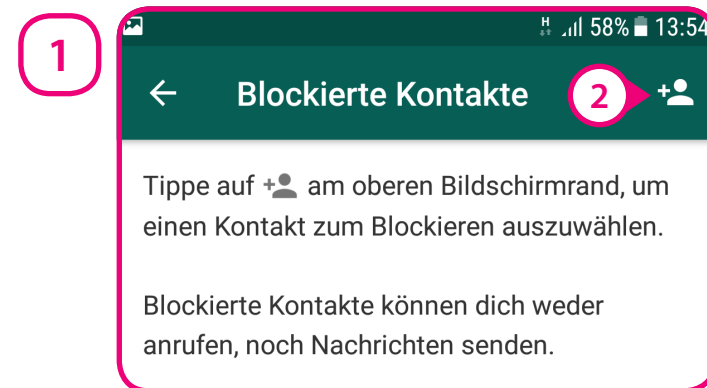 1
H 58% 13:54
Blockierte Kontakte 2
Tippe auf am oberen Bildschirmrand, um
einen Kontakt zum Blockieren auszuwählen.
Blockierte Kontakte können dich weder
anrufen, noch Nachrichten senden.